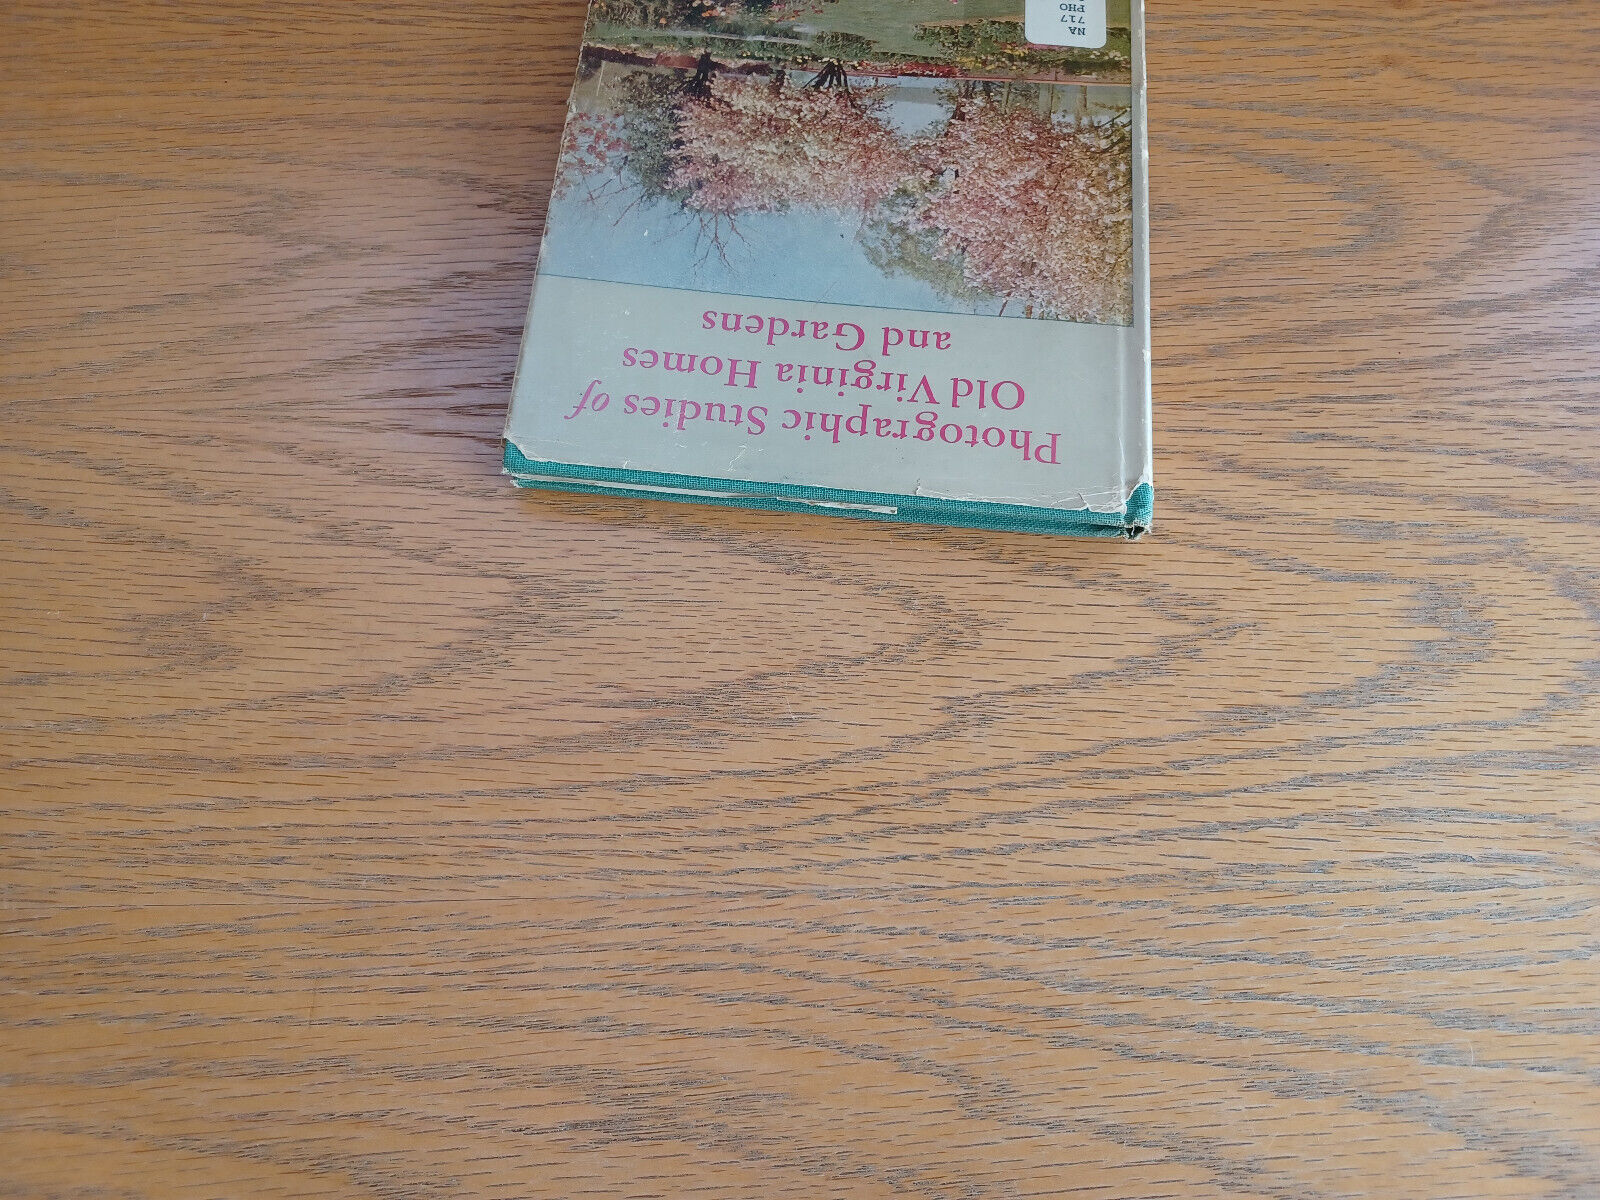 Photographic Studies of
Old Virginia Homes
and Gardens
NA
717
PHO